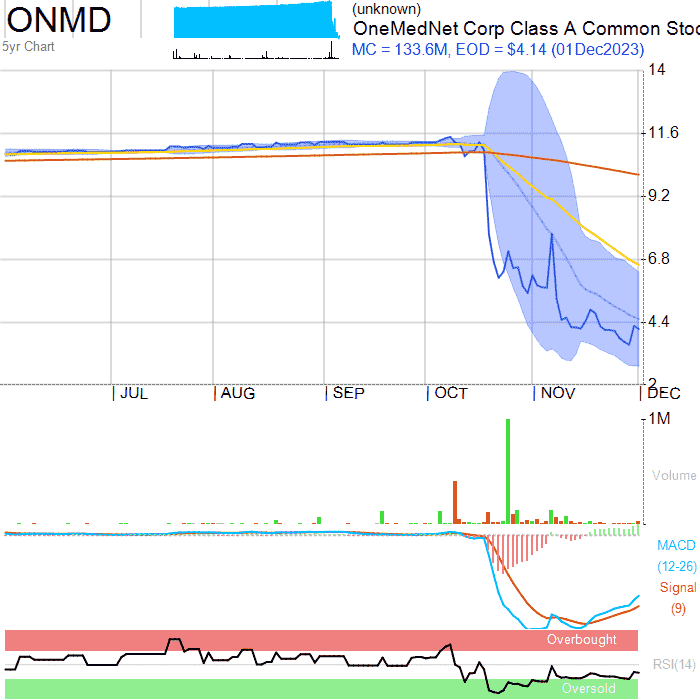 ONMD
5yr Chart
(unknown)
OneMedNet Corp Class A Common Stoc
MC = 133.6M, EOD = $4.14 (01Dec2023)
14
11.6
9.2
6.8
4.4
2
JUL
AUG
SEP
OCT
NOV
DEC
1M
Volume
MACD
(12-26)
Signal
(9)
Overbought
RSI(14)
Oversold